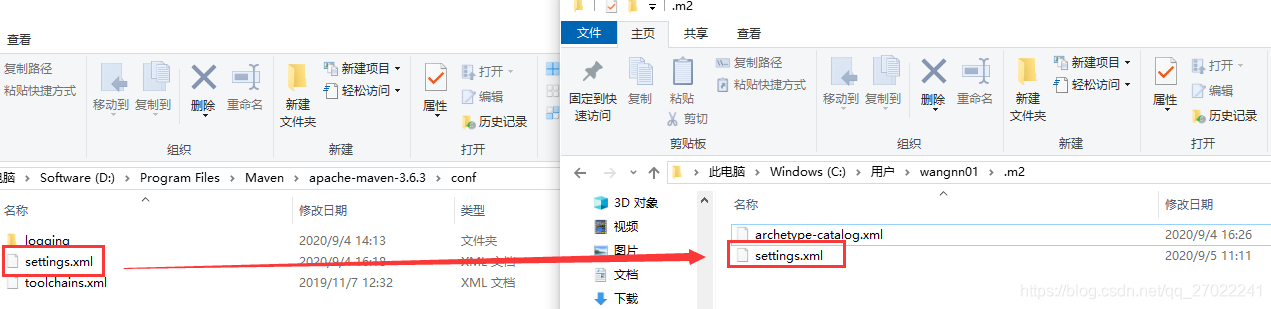 查看
复制路径
粘贴快捷方式
移动到
复制到
删除
重命名
组织
新建
文件夹
新建项目
轻松访问
新建
属性
打开
编辑
历史记录
打开
电脑 > Software (D:) > Program Files > Maven > apache-maven-3.6.3 > conf
名称 修改日期 类型
logging 2020/9/4 14:13 文件夹
settings.xml 2020/9/4 16:18 XML 文档
toolchains.xml 2019/11/7 12:32 XML 文档
.m2
文件 主页 共享 查看
固定到快
速访问
复制
粘贴
复制路径
粘贴快捷方式
剪切
剪贴板
移动到
复制到
删除
重命名
组织
新建
文件夹
新建项目
轻松访问
新建
属性
打开
编辑
历史记录
打开
此电脑 > Windows (C:) > 用户 > wangnn01 > .m2
3D 对象
视频
图片
文档
下载
名称 修改日期
archetype-catalog.xml 2020/9/4 16:26
settings.xml 2020/9/5 11:11
https://blog.csdn.net/qq_27022241